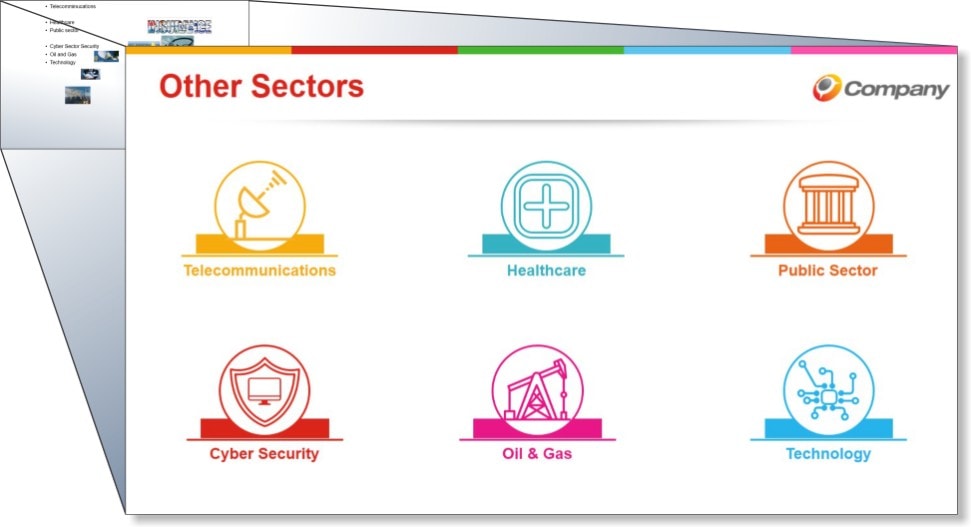 • Telecommunications
• Healthcare
• Public sector
• Cyber Sector Security
• Oil and Gas
• Technology
Other Sectors
Company
Telecommunications
Healthcare
Public Sector
Cyber Security
Oil & Gas
Technology